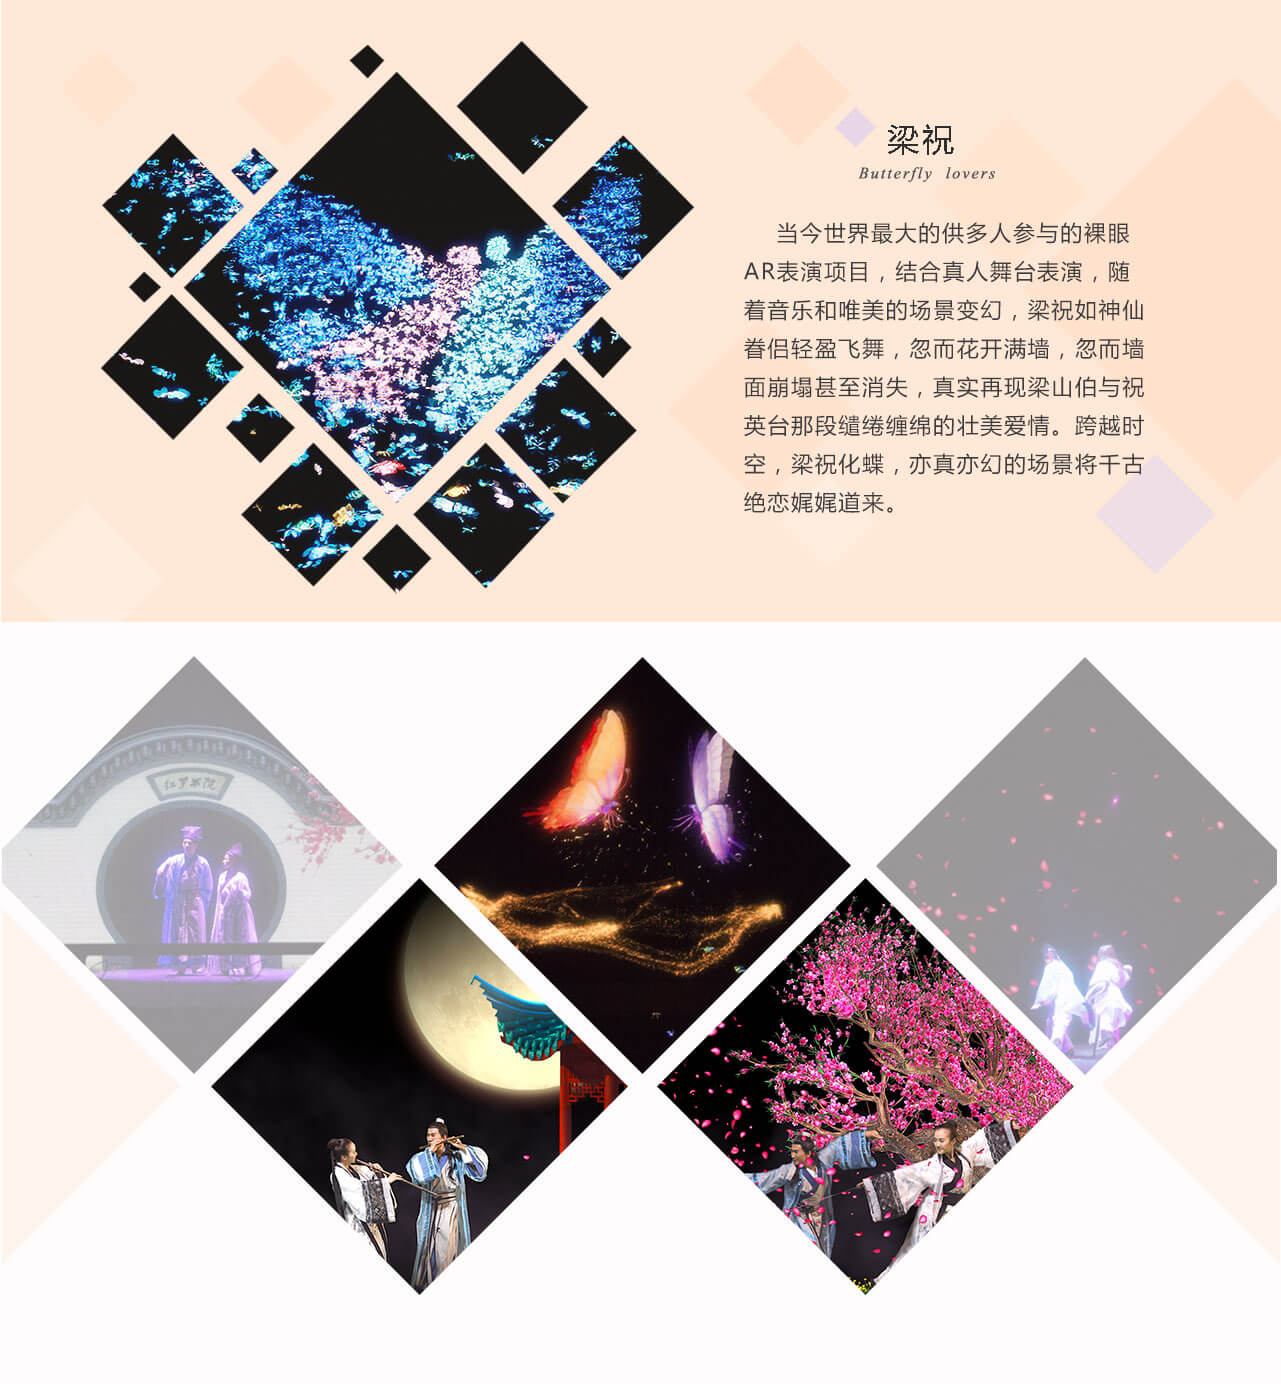 梁祝
Butterfly lovers
当今世界最大的供多人参与的裸眼
AR表演项目，结合真人舞台表演，随
着音乐和唯美的场景变幻，梁祝如神仙
眷侣轻盈飞舞，忽而花开满墙，忽而墙
面崩塌甚至消失，真实再现梁山伯与祝
英台那段缱绻缠绵的壮美爱情。跨越时
空，梁祝化蝶，亦真亦幻的场景将千古
绝恋娓娓道来。
红罗书院